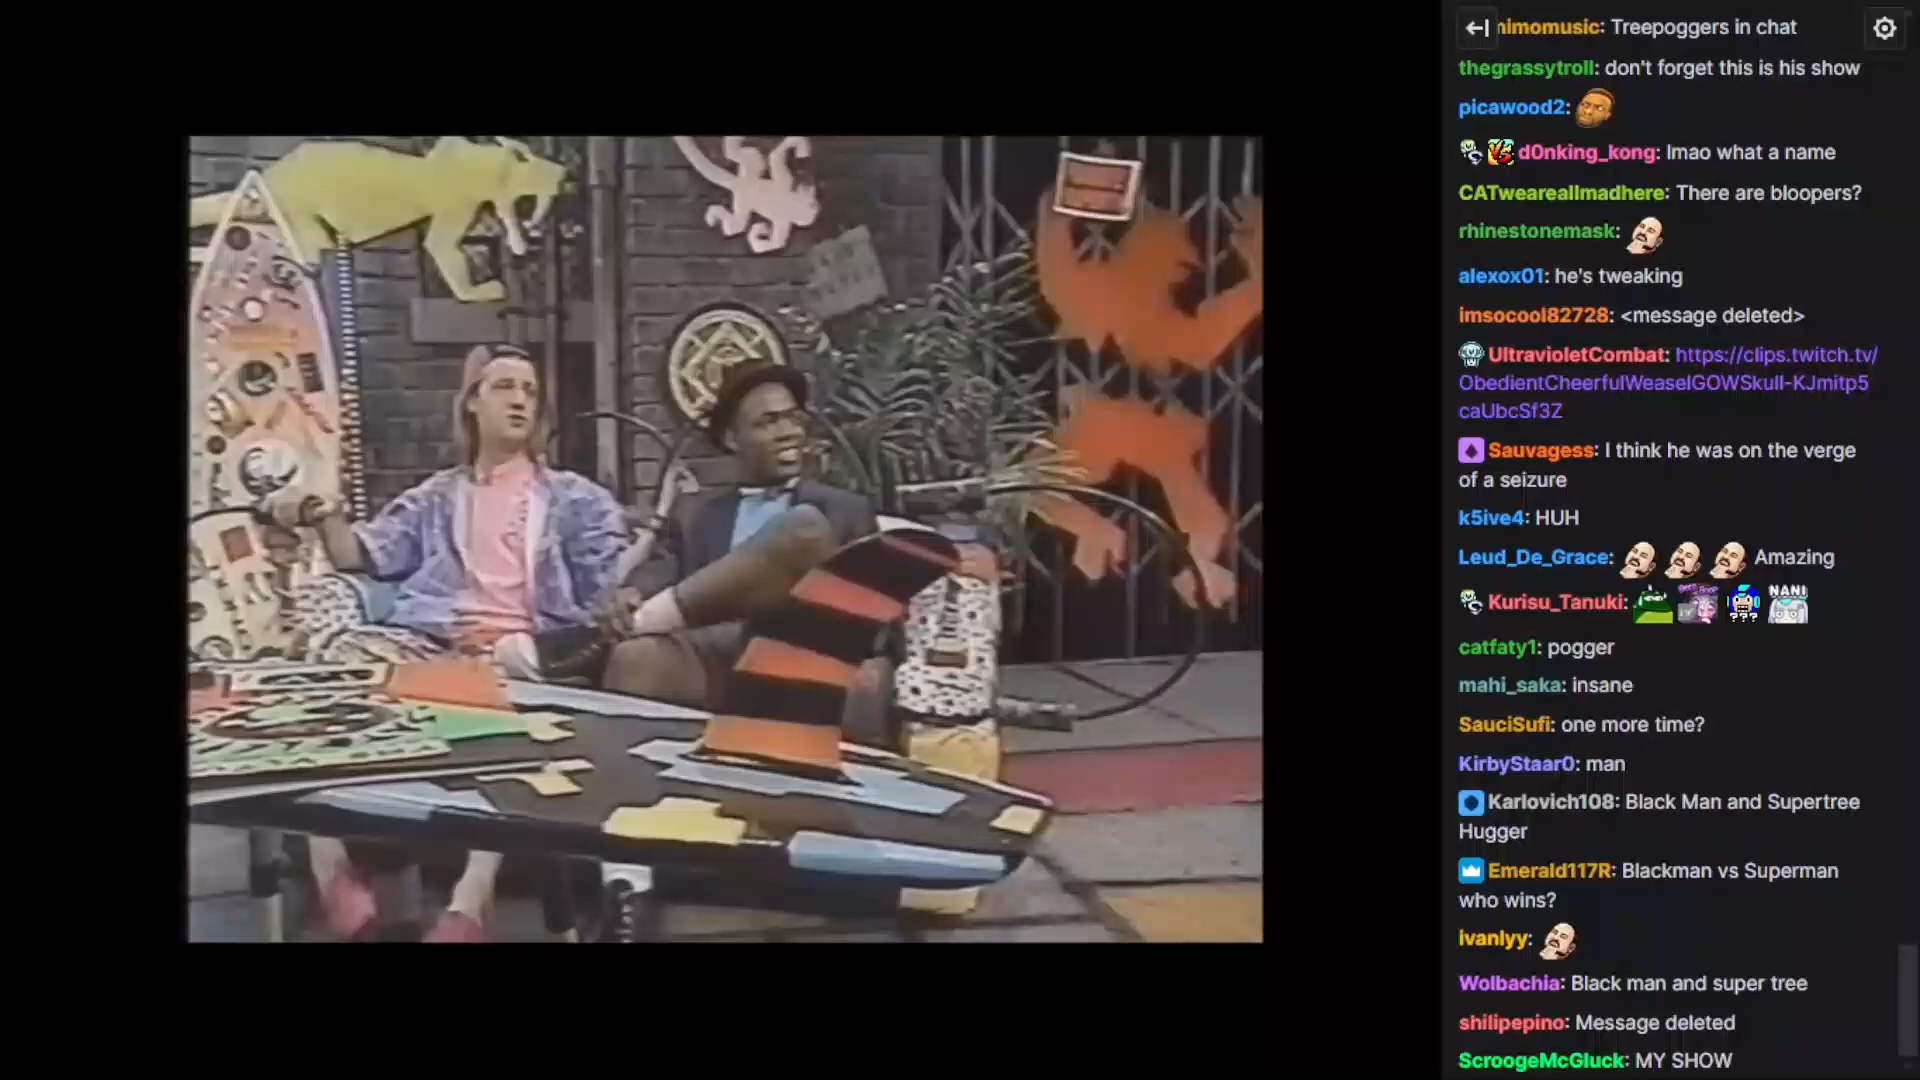 nimomusic: Treepoggers in chat
thegrassytroll: don't forget this is his show
picawood2:
d0nking_kong: lmao what a name
CATweareallmadhere: There are bloopers?
rhinestonemask:
alexox01: he's tweaking
imsocool82728: <message deleted>
UltravioletCombat: https://clips.twitch.tv/
ObedientCheerfulWeaselGOWSkull-KJmitp5
caUbcSf3Z
Sauvagess: I think he was on the verge
of a seizure
k5ive4: HUH
Leud_De_Grace: Amazing
Kurisu_Tanuki: NANI
catfaty1: pogger
mahi_saka: insane
SauciSufi: one more time?
KirbyStaar0: man
Karlovich108: Black Man and Supertree
Hugger
Emerald117R: Blackman vs Superman
who wins?
ivanlyy:
Wolbachia: Black man and super tree
shilipepino: Message deleted
ScroogeMcGluck: MY SHOW